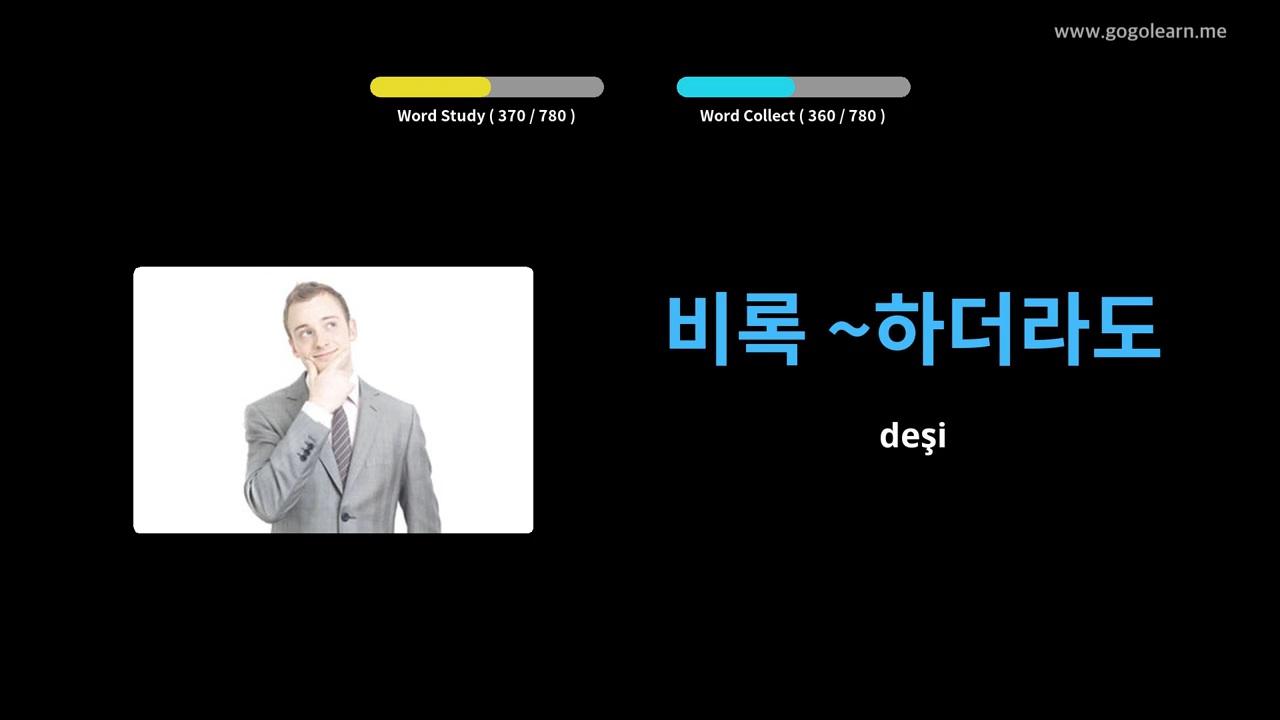 www.gogolearn.me
Word Study ( 370 / 780 )
Word Collect ( 360 / 780 )
비록 ~하더라도
deşi